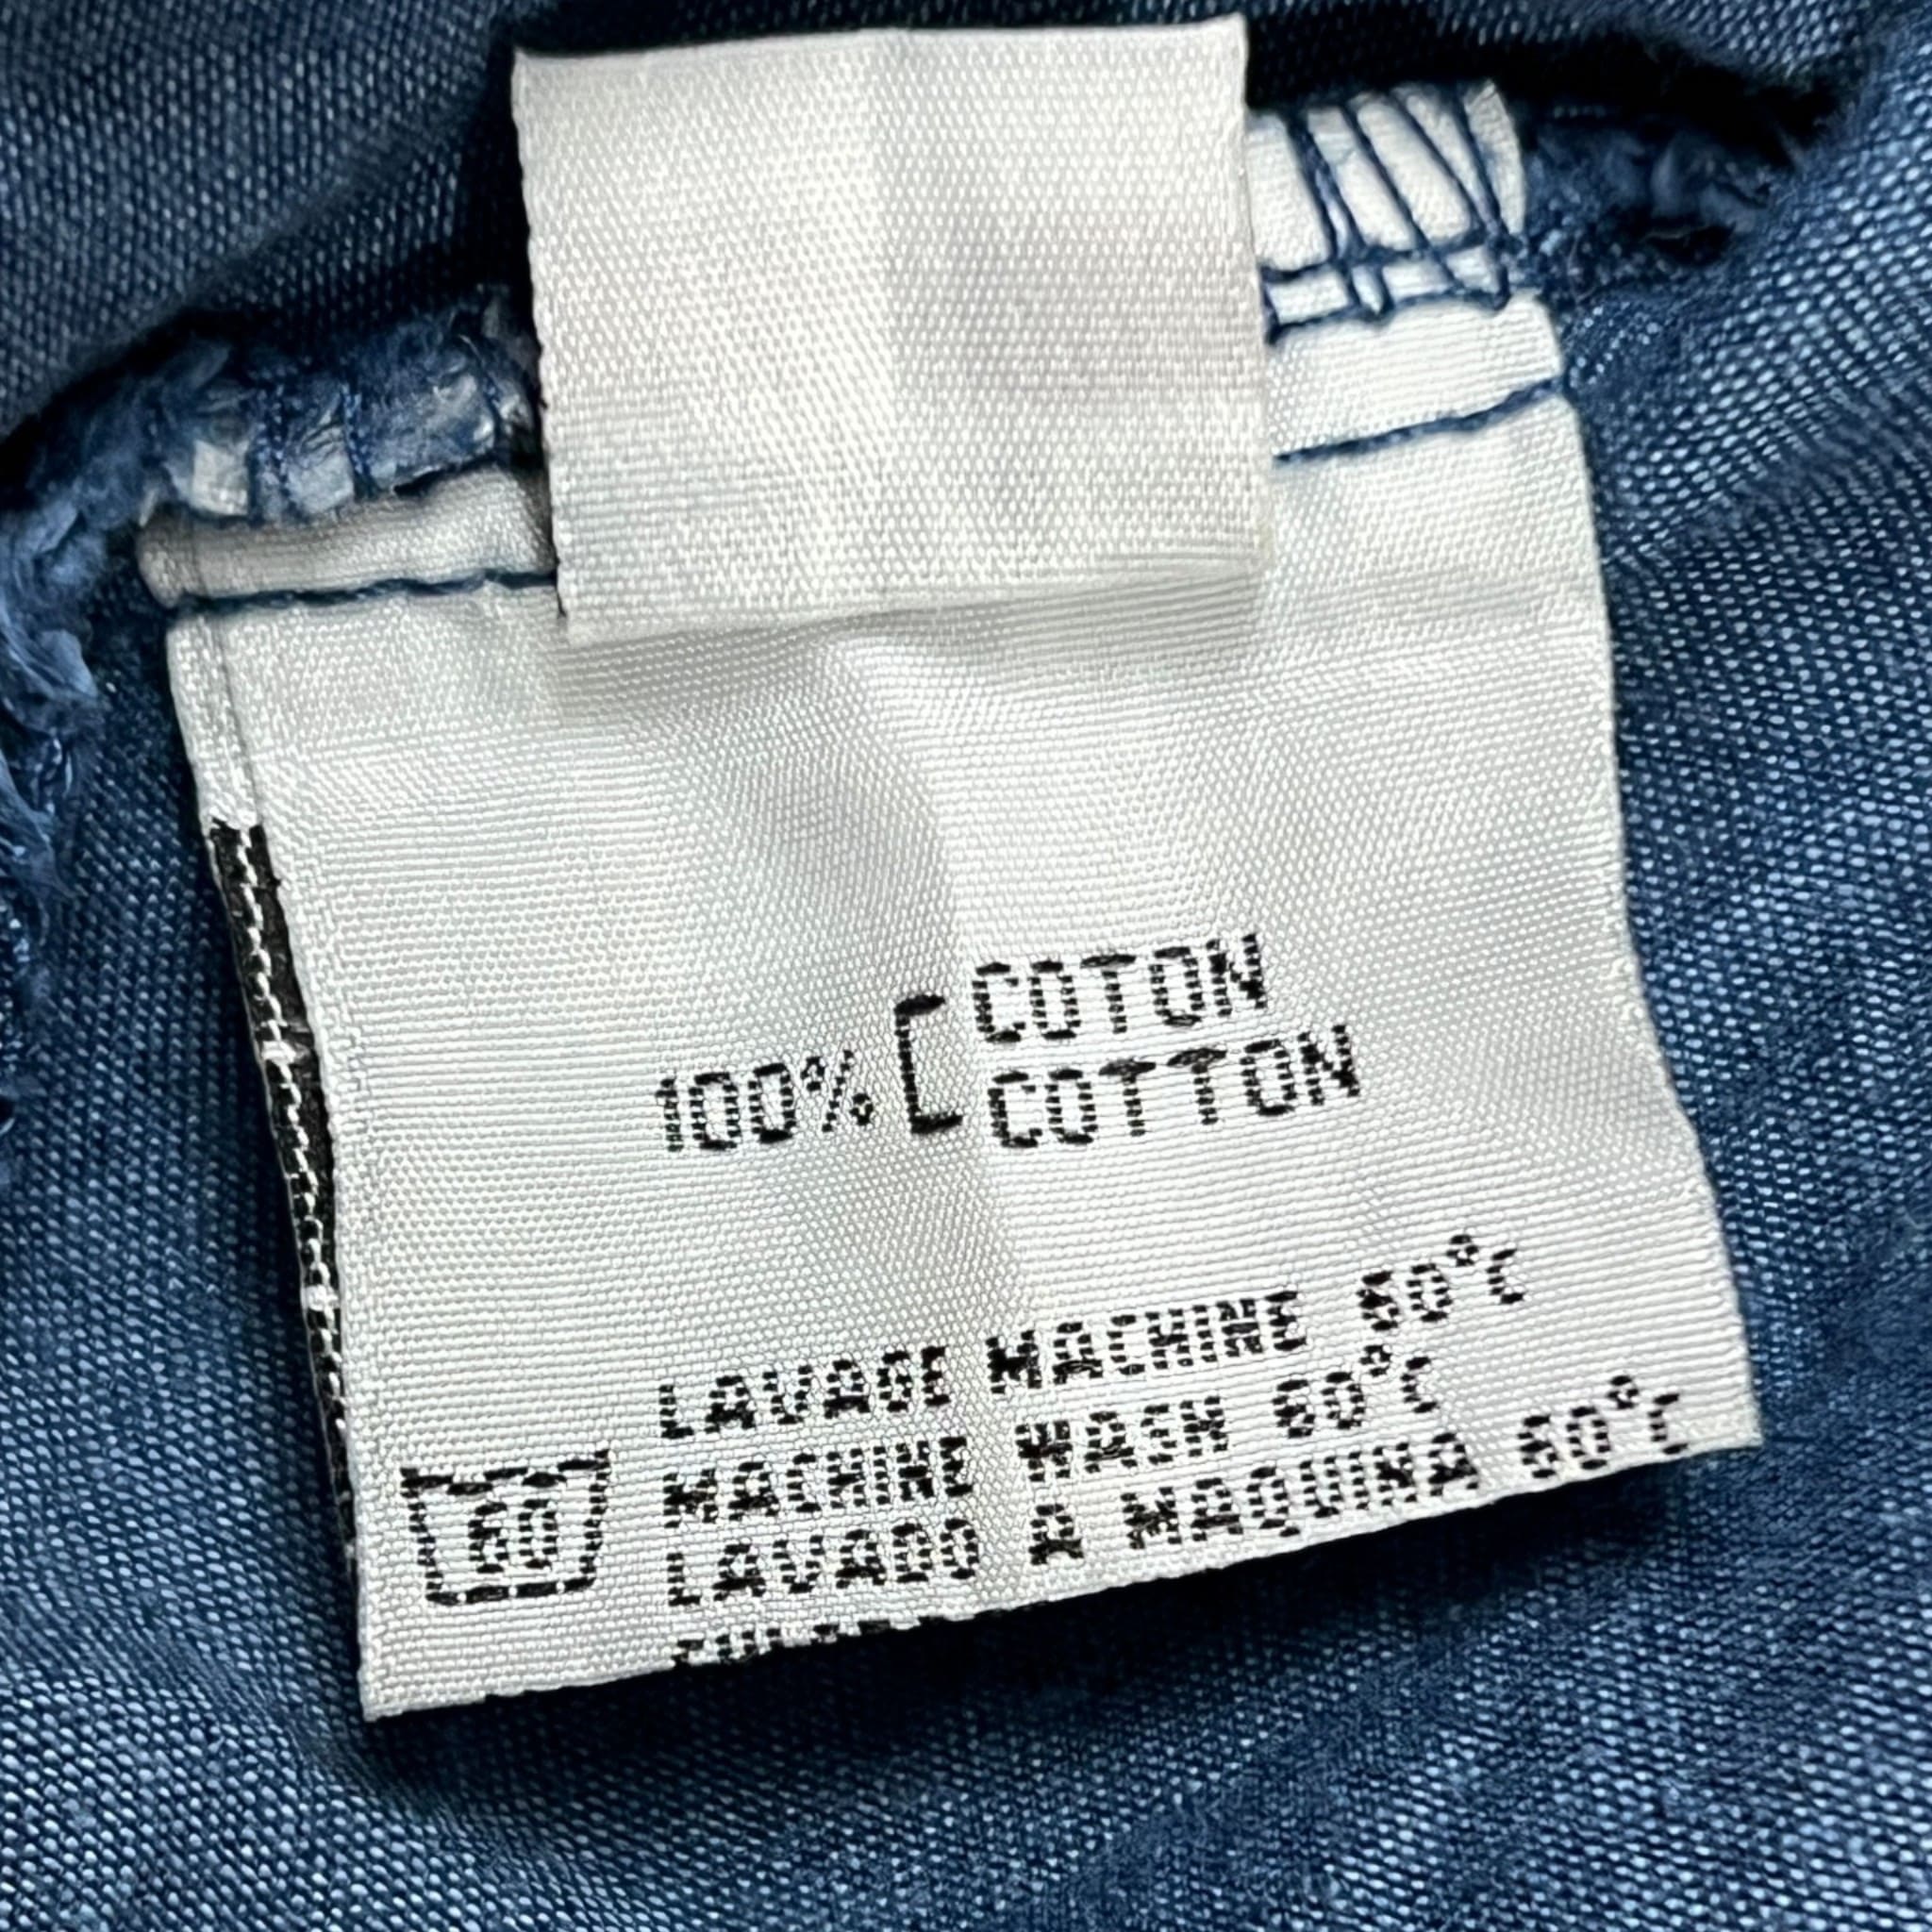 100% [ COTON
COTTON
LAVAGE MACHINE 60°C
MACHINE WASH 60°C
60
LAVADO A MAQUINA 60°C